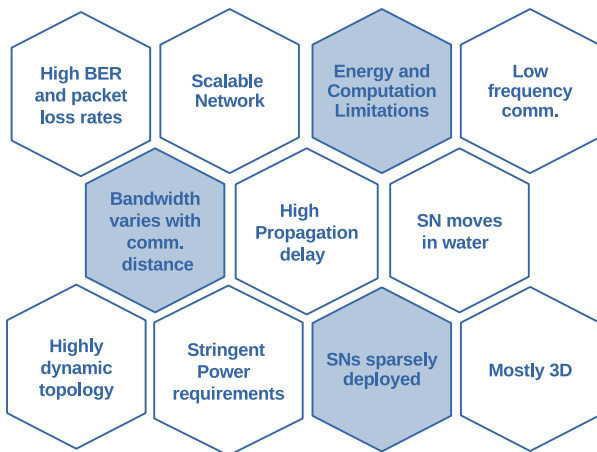 High BER
and packet
loss rates
Scalable
Network
Energy and
Computation
Limitations
Low
frequency
comm.
Bandwidth
varies with
comm.
distance
High
Propagation
delay
SN moves
in water
Highly
dynamic
topology
Stringent
Power
requirements
SNs sparsely
deployed
Mostly 3D